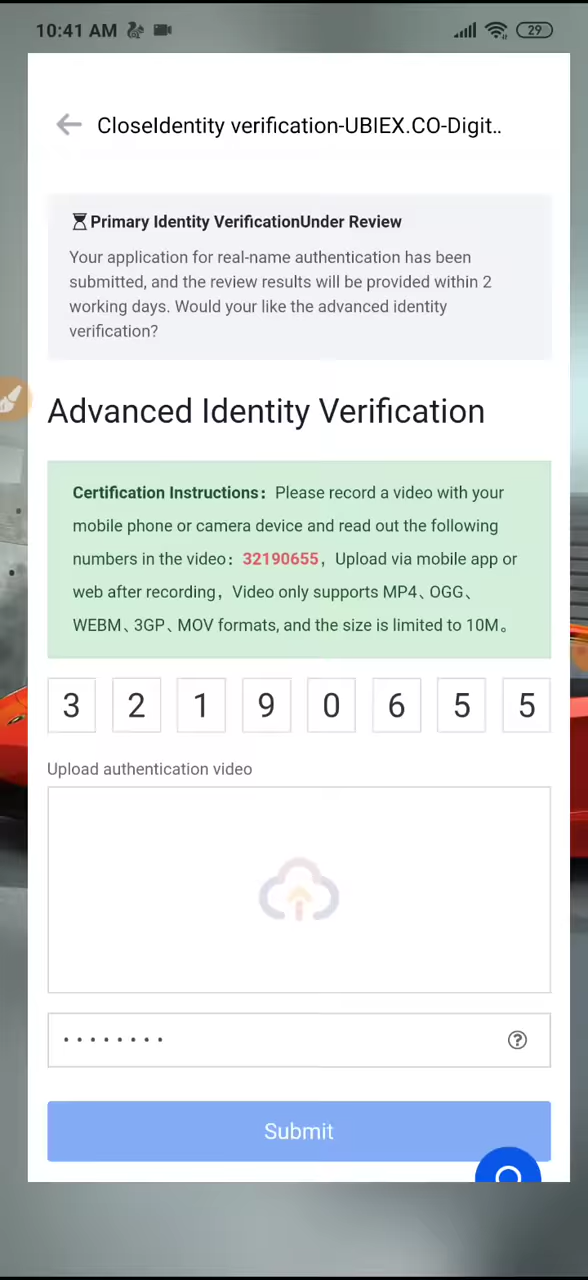 10:41 AM 29
CloseIdentity verification-UBIEX.CO-Digit..
Primary Identity VerificationUnder Review
Your application for real-name authentication has been
submitted, and the review results will be provided within 2
working days. Would your like the advanced identity
verification?
Advanced Identity Verification
Certification Instructions： Please record a video with your
mobile phone or camera device and read out the following
numbers in the video：32190655，Upload via mobile app or
web after recording，Video only supports MP4、OGG、
WEBM、3GP、MOV formats, and the size is limited to 10M。
3 2 1 9 0 6 5 5
Upload authentication video
········
Submit